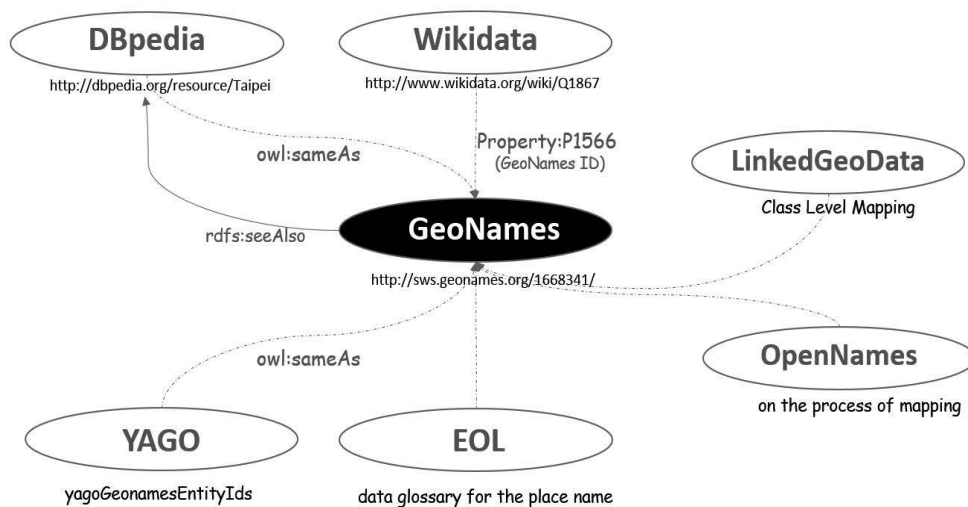 DBpedia
http://dbpedia.org/resource/Taipei
Wikidata
http://www.wikidata.org/wiki/Q1867
owl:sameAs
Property:P1566
(GeoNames ID)
LinkedGeoData
Class Level Mapping
GeoNames
rdfs:seeAlso
http://sws.geonames.org/1668341/
owl:sameAs
OpenNames
on the process of mapping
YAGO
yagoGeonamesEntityIds
EOL
data glossary for the place name